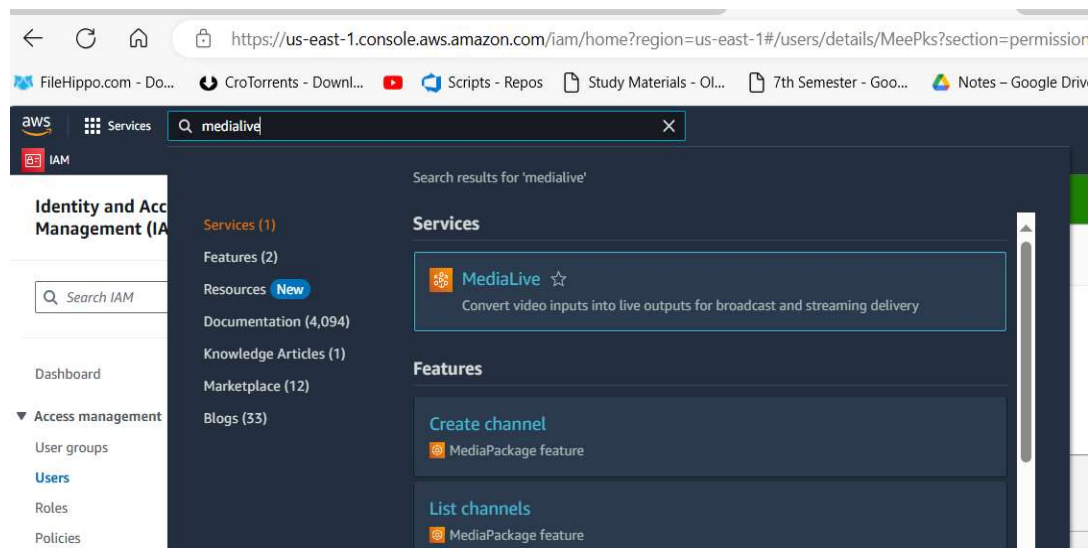 https://us-east-1.console.aws.amazon.com/iam/home?region=us-east-1#/users/details/MeePks?section=permission
FileHippo.com - Do...
CroTorrents - Downl...
Scripts - Repos
Study Materials - Ol...
7th Semester - Goo...
Notes – Google Driv
aws
Services
medialive
IAM
Identity and Acc
Management (IA
Search IAM
Dashboard
Access management
User groups
Users
Roles
Policies
Search results for 'medialive'
Services (1)
Features (2)
Resources New
Documentation (4,094)
Knowledge Articles (1)
Marketplace (12)
Blogs (33)
Services
MediaLive
Convert video inputs into live outputs for broadcast and streaming delivery
Features
Create channel
MediaPackage feature
List channels
MediaPackage feature